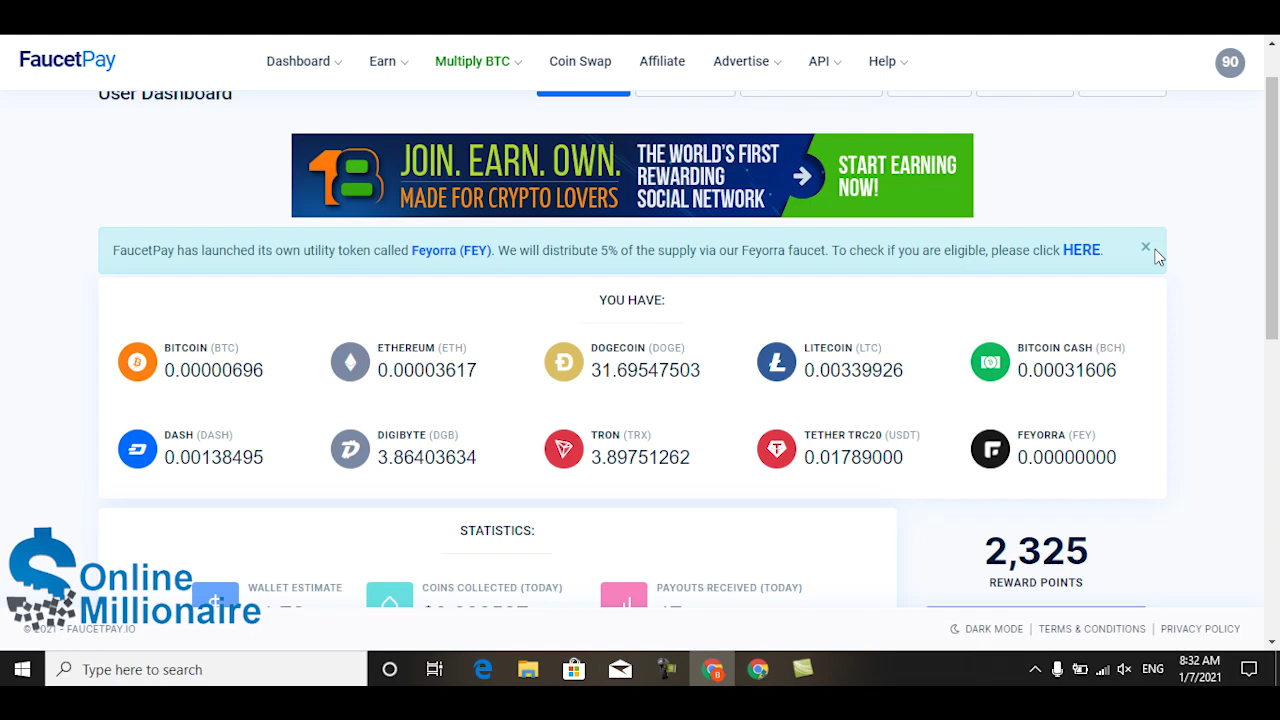 FaucetPay
Dashboard Earn Multiply BTC Coin Swap Affiliate Advertise API Help 90
User Dashboard
18 JOIN. EARN. OWN. MADE FOR CRYPTO LOVERS THE WORLD'S FIRST REWARDING SOCIAL NETWORK START EARNING NOW!
FaucetPay has launched its own utility token called Feyorra (FEY). We will distribute 5% of the supply via our Feyorra faucet. To check if you are eligible, please click HERE. ×
YOU HAVE:
BITCOIN (BTC) ETHEREUM (ETH) DOGECOIN (DOGE) LITECOIN (LTC) BITCOIN CASH (BCH)
0.00000696 0.00003617 31.69547503 0.00339926 0.00031606
DASH (DASH) DIGIBYTE (DGB) TRON (TRX) TETHER TRC20 (USDT) FEYORRA (FEY)
0.00138495 3.86403634 3.89751262 0.01789000 0.00000000
STATISTICS:
2,325
REWARD POINTS
WALLET ESTIMATE COINS COLLECTED (TODAY) PAYOUTS RECEIVED (TODAY)
Online
Millionaire
© 2021 - FAUCETPAY.IO DARK MODE | TERMS & CONDITIONS | PRIVACY POLICY
Type here to search
ENG 8:32 AM
1/7/2021